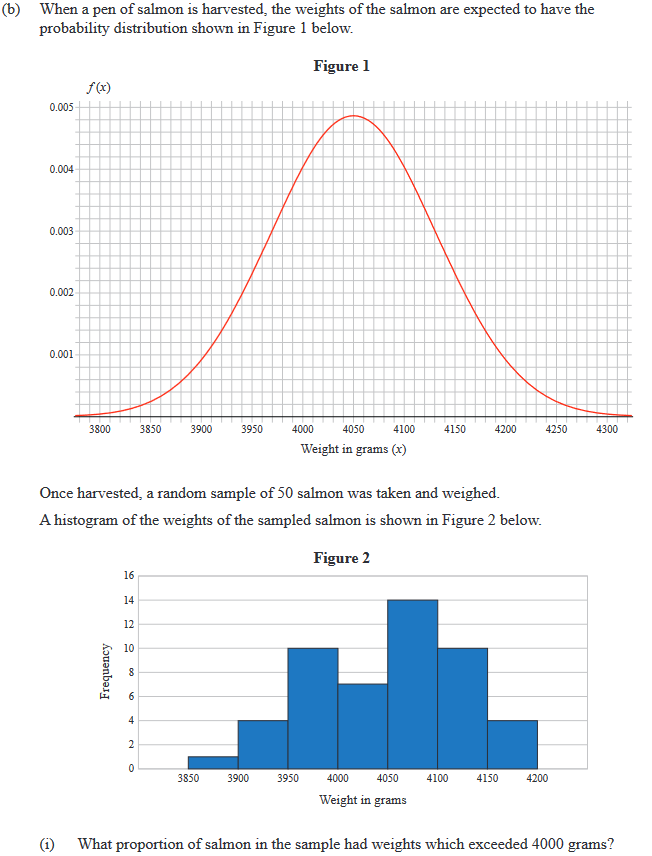 (b) When a pen of salmon is harvested, the weights of the salmon are expected to have the
probability distribution shown in Figure 1 below.
Figure 1
f(x)
0.005
0.004
0.003
0.002
0.001
3800 3850 3900 3950 4000 4050 4100 4150 4200 4250 4300
Weight in grams (x)
Once harvested, a random sample of 50 salmon was taken and weighed.
A histogram of the weights of the sampled salmon is shown in Figure 2 below.
Figure 2
16
14
12
10
8
6
4
2
0
Frequency
3850 3900 3950 4000 4050 4100 4150 4200
Weight in grams
(i) What proportion of salmon in the sample had weights which exceeded 4000 grams?